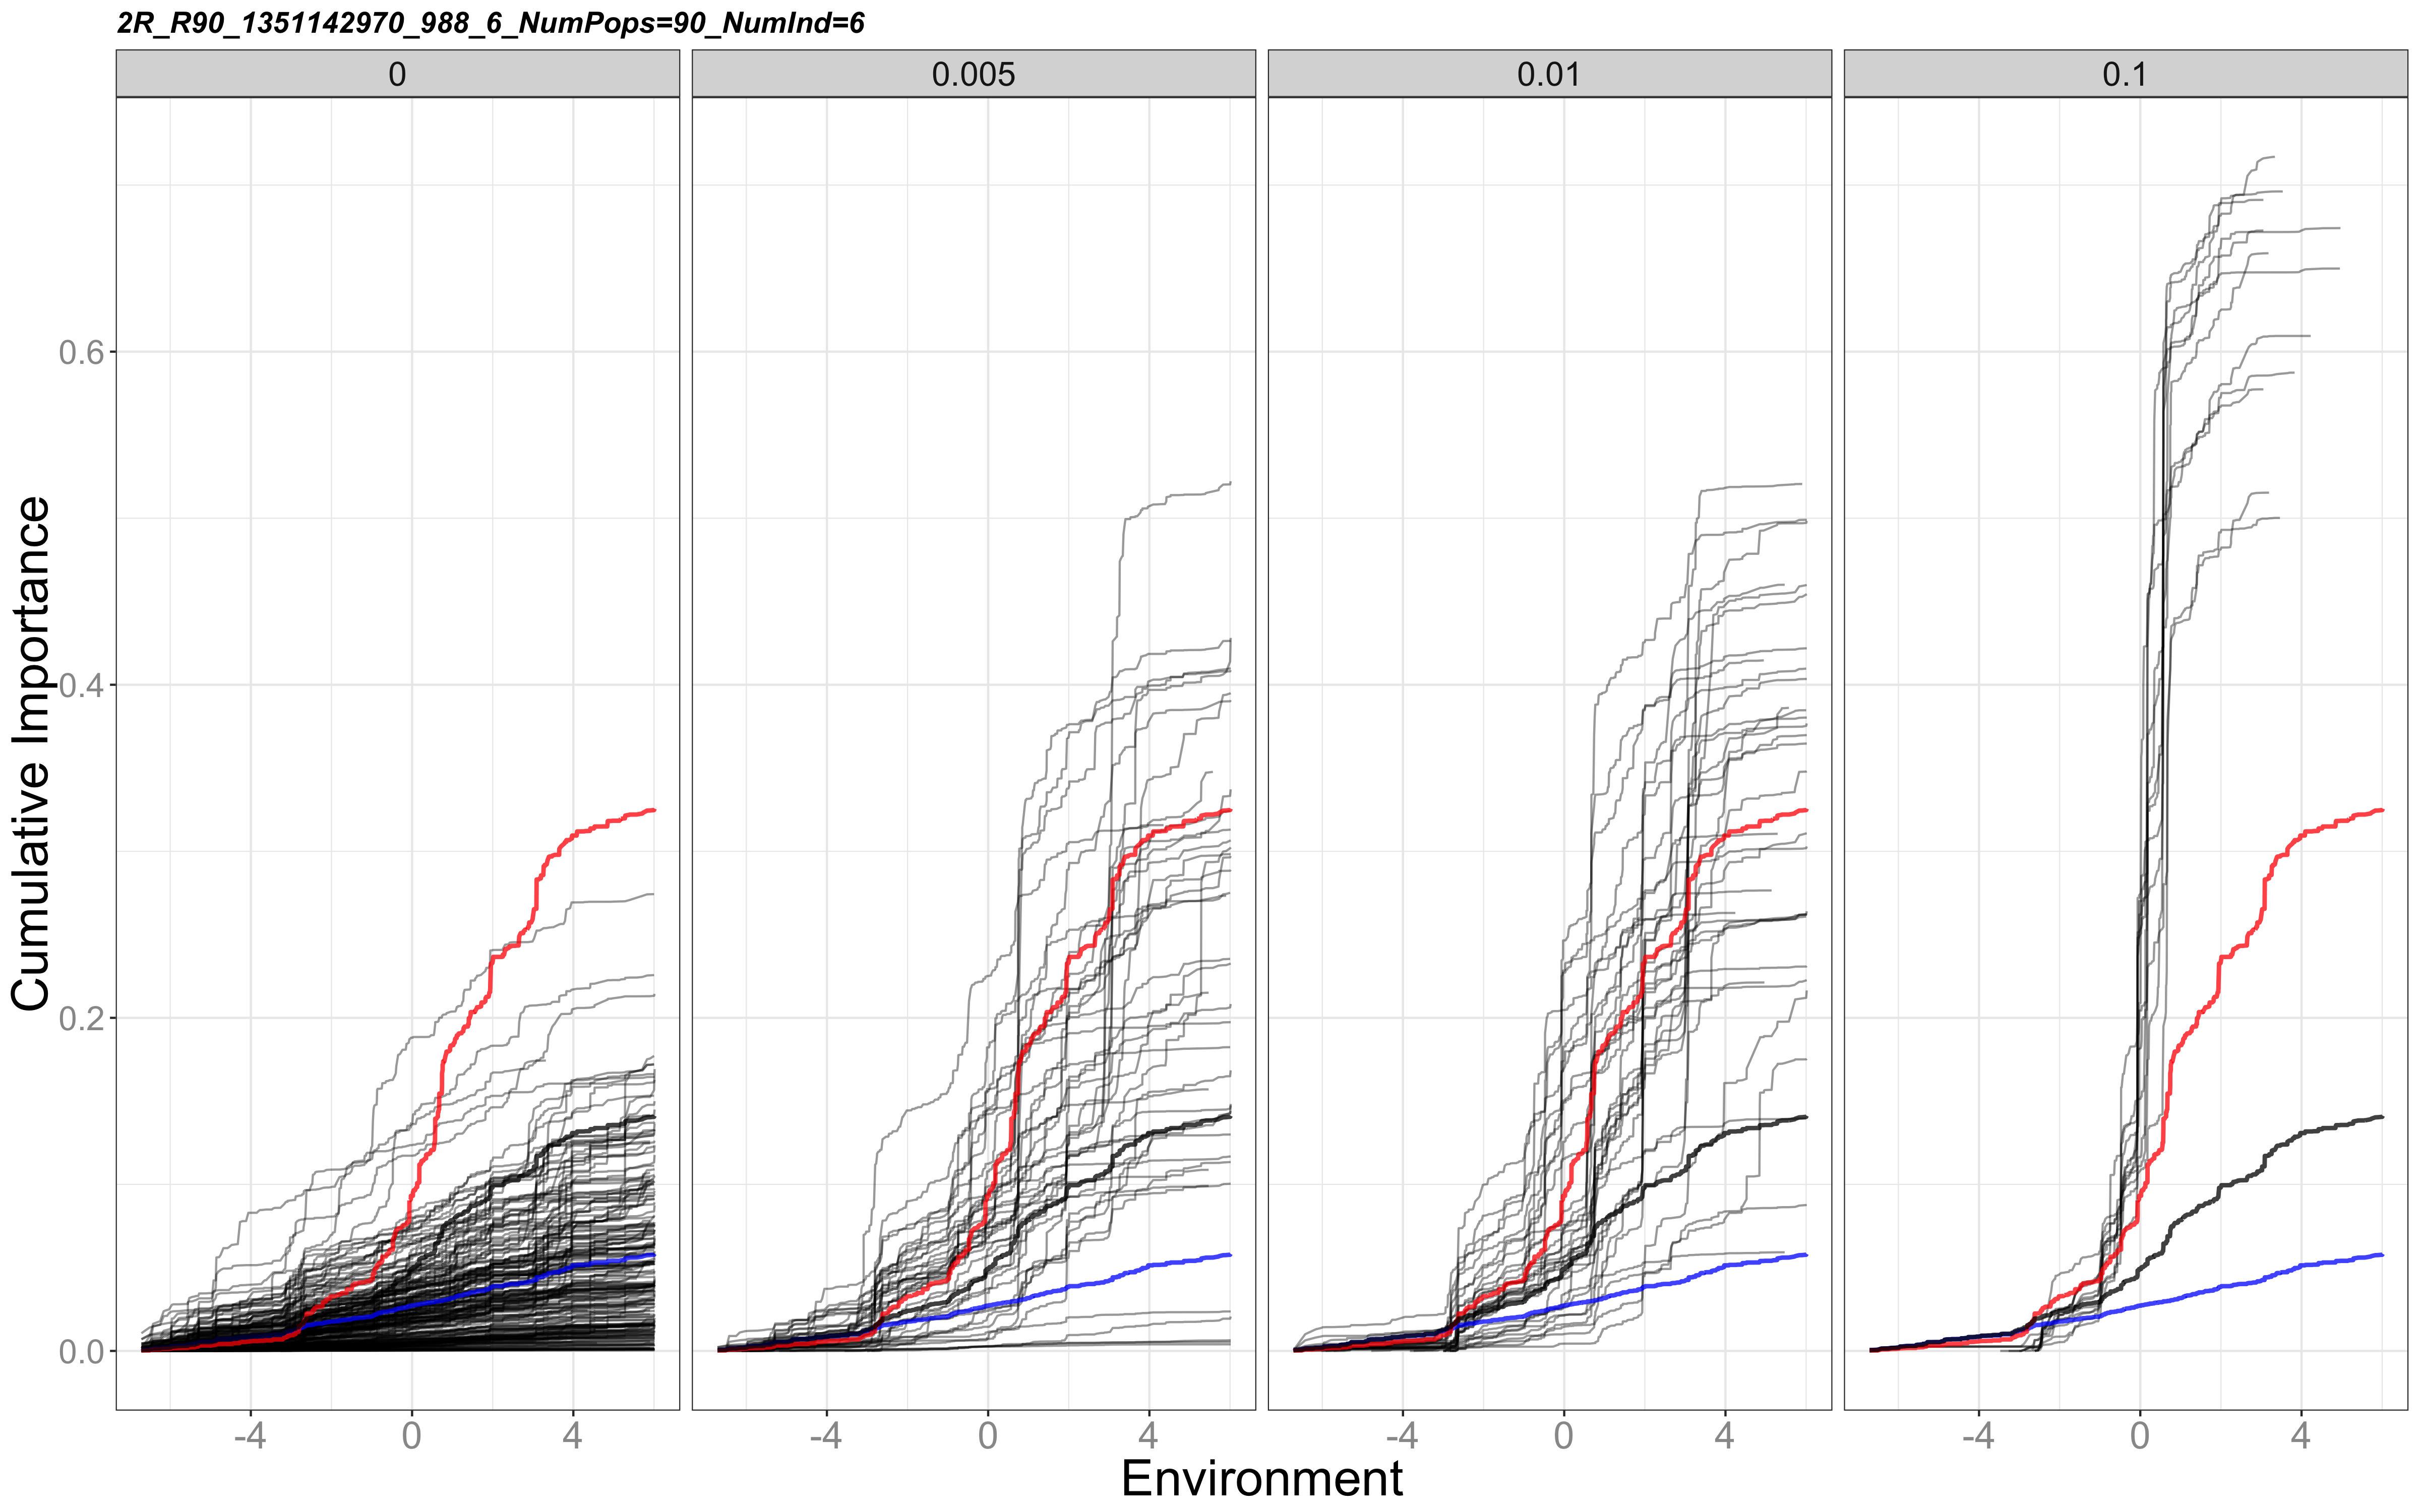 2R_R90_1351142970_988_6_NumPops=90_NumInd=6
0 0.005 0.01 0.1
Cumulative Importance
0.6
0.4
0.2
0.0
-4 0 4 -4 0 4 -4 0 4 -4 0 4
Environment